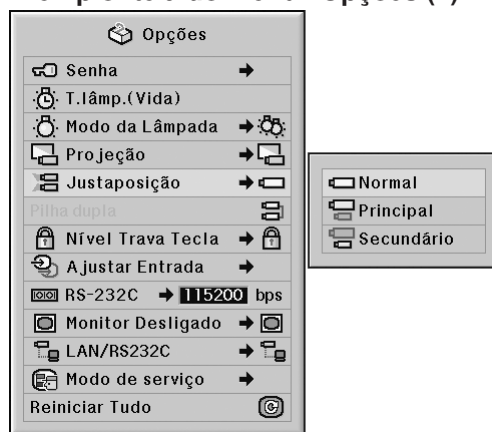 Opções
Senha
T.lâmp.(Vida)
Modo da Lâmpada
Projeção
Justaposição
Pilha dupla
Nível Trava Tecla
Ajustar Entrada
RS-232C 115200 bps
Monitor Desligado
LAN/RS232C
Modo de serviço
Reiniciar Tudo
Normal
Principal
Secundário